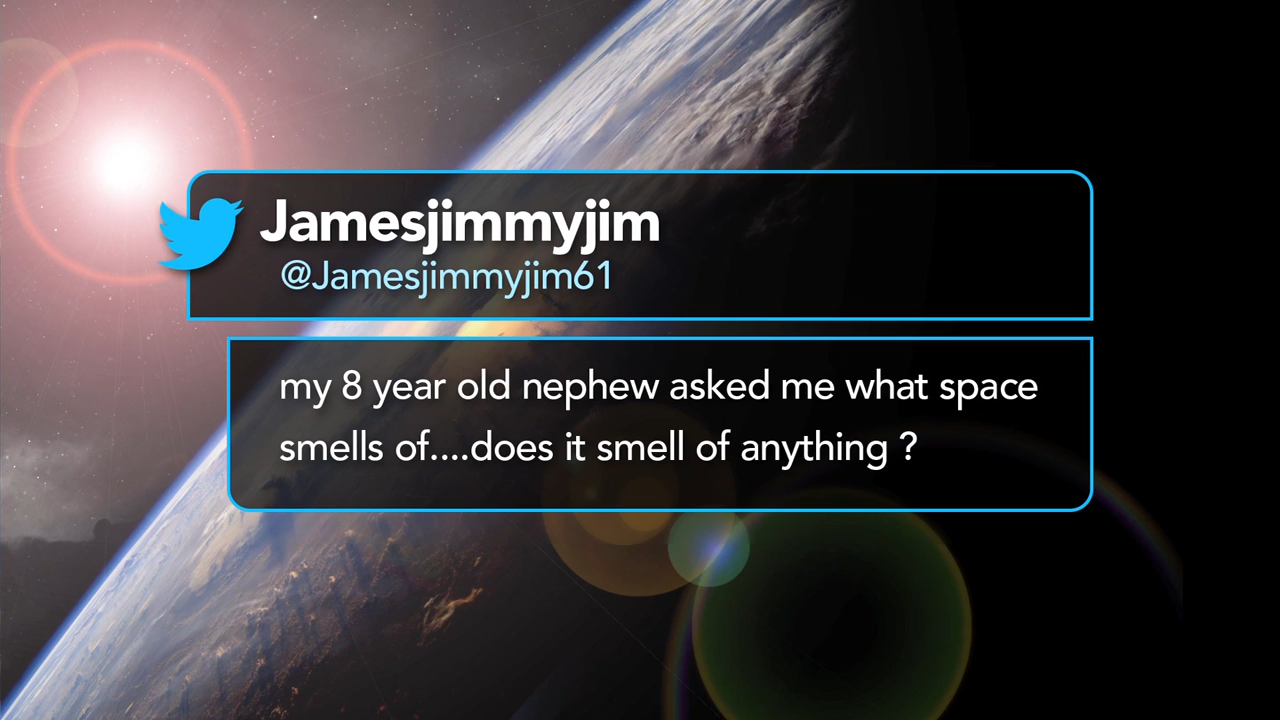 Jamesjimmyjim
@Jamesjimmyjim61
my 8 year old nephew asked me what space
smells of....does it smell of anything ?